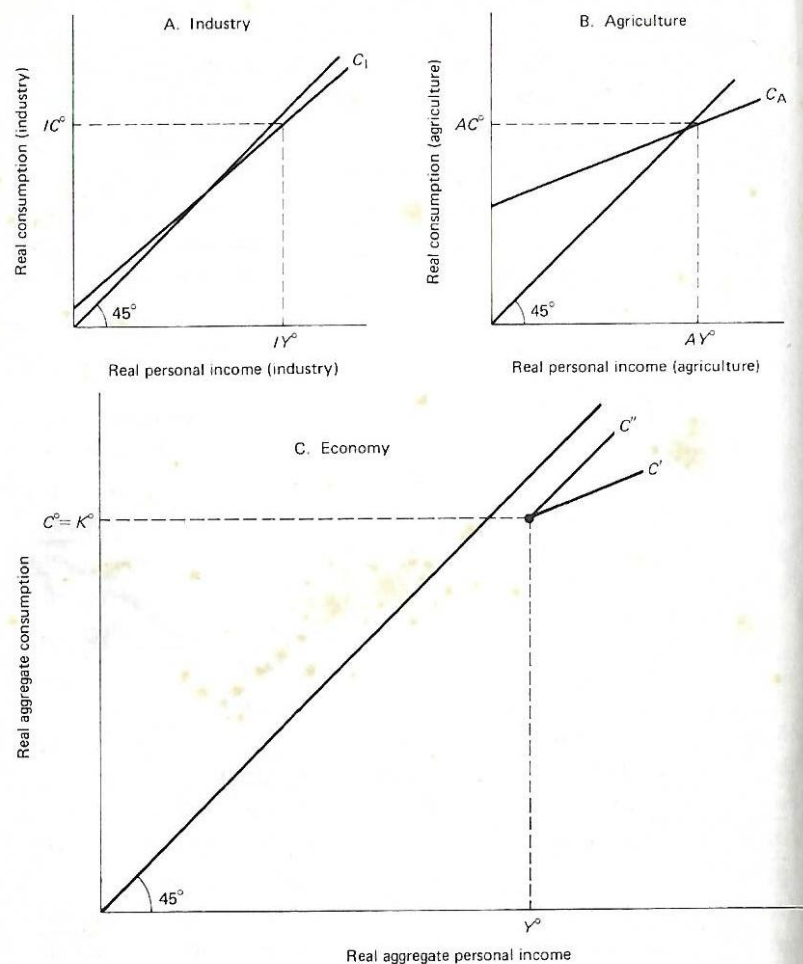 A. Industry
Real consumption (industry)
IC°
C_I
45°
IY°
Real personal income (industry)
B. Agriculture
Real consumption (agriculture)
AC°
C_A
45°
AY°
Real personal income (agriculture)
C. Economy
Real aggregate consumption
C°= K°
C''
C'
45°
Y°
Real aggregate personal income